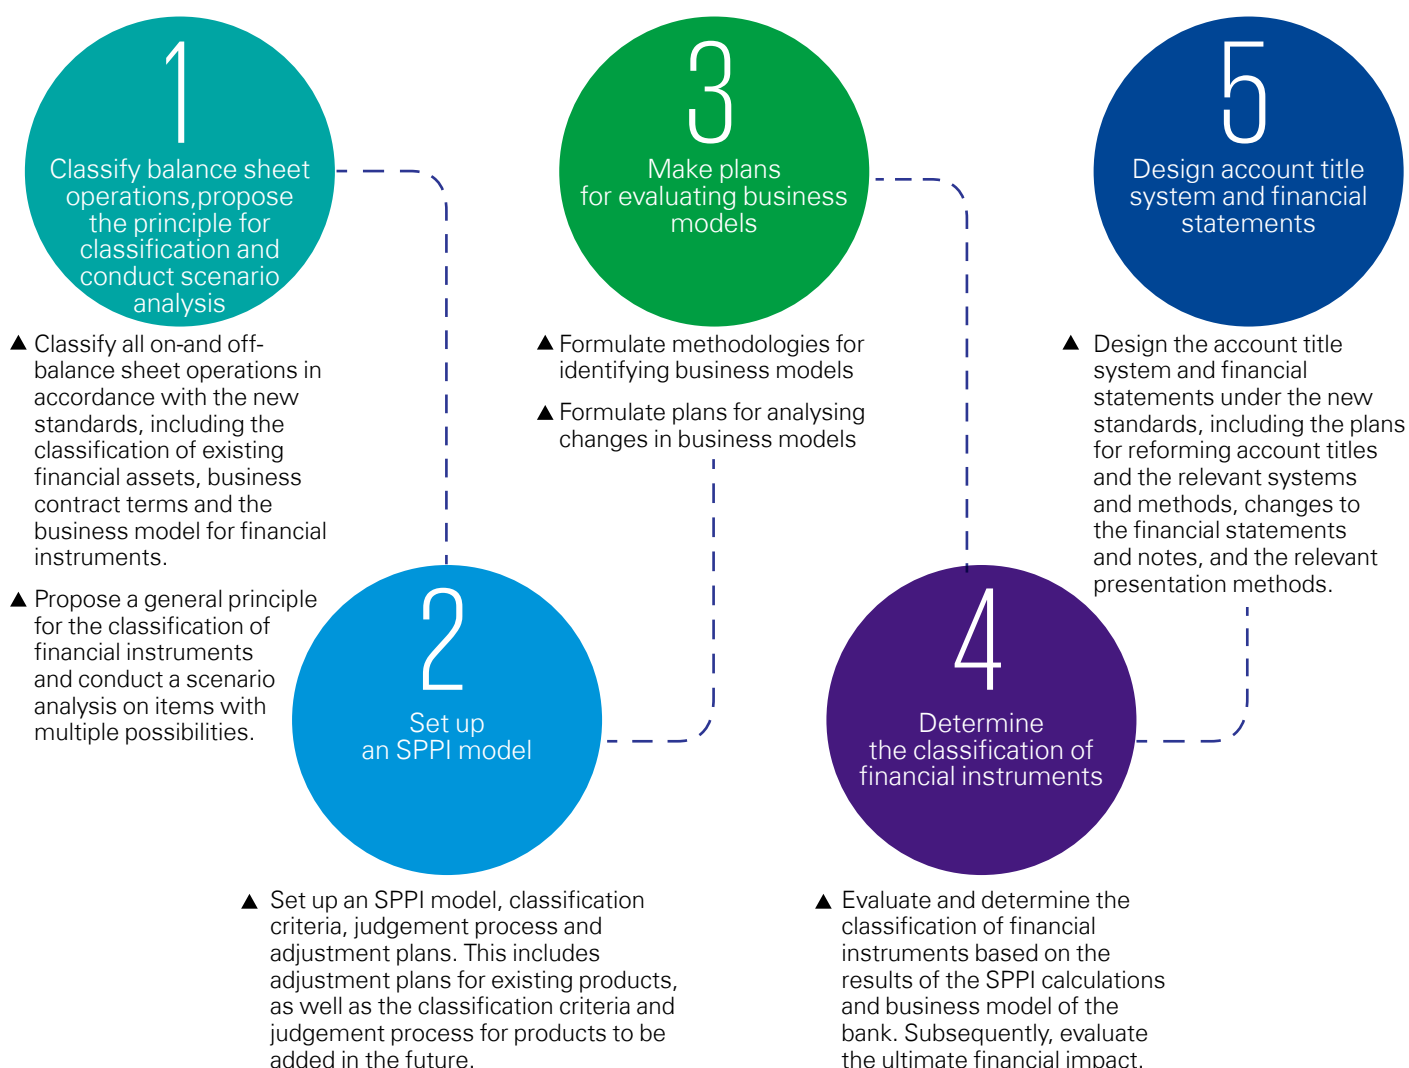 1
Classify balance sheet
operations,propose
the principle for
classification and
conduct scenario
analysis
▲ Classify all on-and off-
balance sheet operations in
accordance with the new
standards, including the
classification of existing
financial assets, business
contract terms and the
business model for financial
instruments.
▲ Propose a general principle
for the classification of
financial instruments
and conduct a scenario
analysis on items with
multiple possibilities.
2
Set up
an SPPI model
▲ Set up an SPPI model, classification
criteria, judgement process and
adjustment plans. This includes
adjustment plans for existing products,
as well as the classification criteria and
judgement process for products to be
added in the future.
3
Make plans
for evaluating business
models
▲ Formulate methodologies for
identifying business models
▲ Formulate plans for analysing
changes in business models
4
Determine
the classification of
financial instruments
▲ Evaluate and determine the
classification of financial
instruments based on the
results of the SPPI calculations
and business model of the
bank. Subsequently, evaluate
the ultimate financial impact.
5
Design account title
system and financial
statements
▲ Design the account title
system and financial
statements under the new
standards, including the plans
for reforming account titles
and the relevant systems
and methods, changes to
the financial statements
and notes, and the relevant
presentation methods.